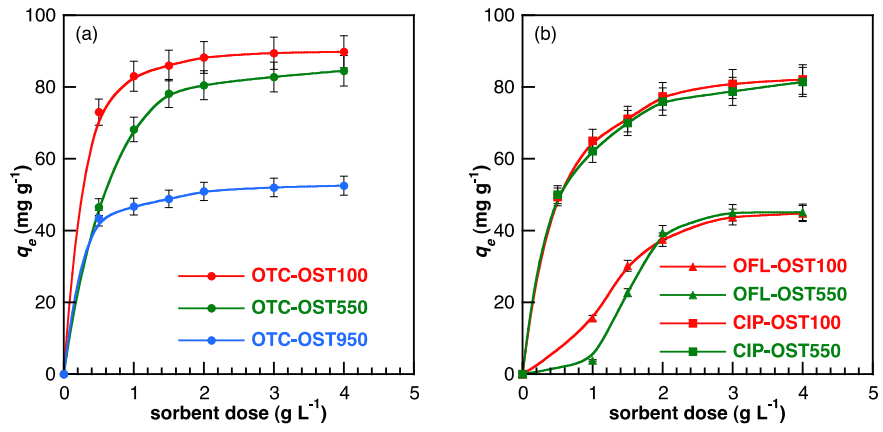 (a)
100
80
60
40
20
0
qe (mg g-1)
OTC-OST100
OTC-OST550
OTC-OST950
0 1 2 3 4 5
sorbent dose (g L-1)
(b)
100
80
60
40
20
0
qe (mg g-1)
OFL-OST100
OFL-OST550
CIP-OST100
CIP-OST550
0 1 2 3 4 5
sorbent dose (g L-1)